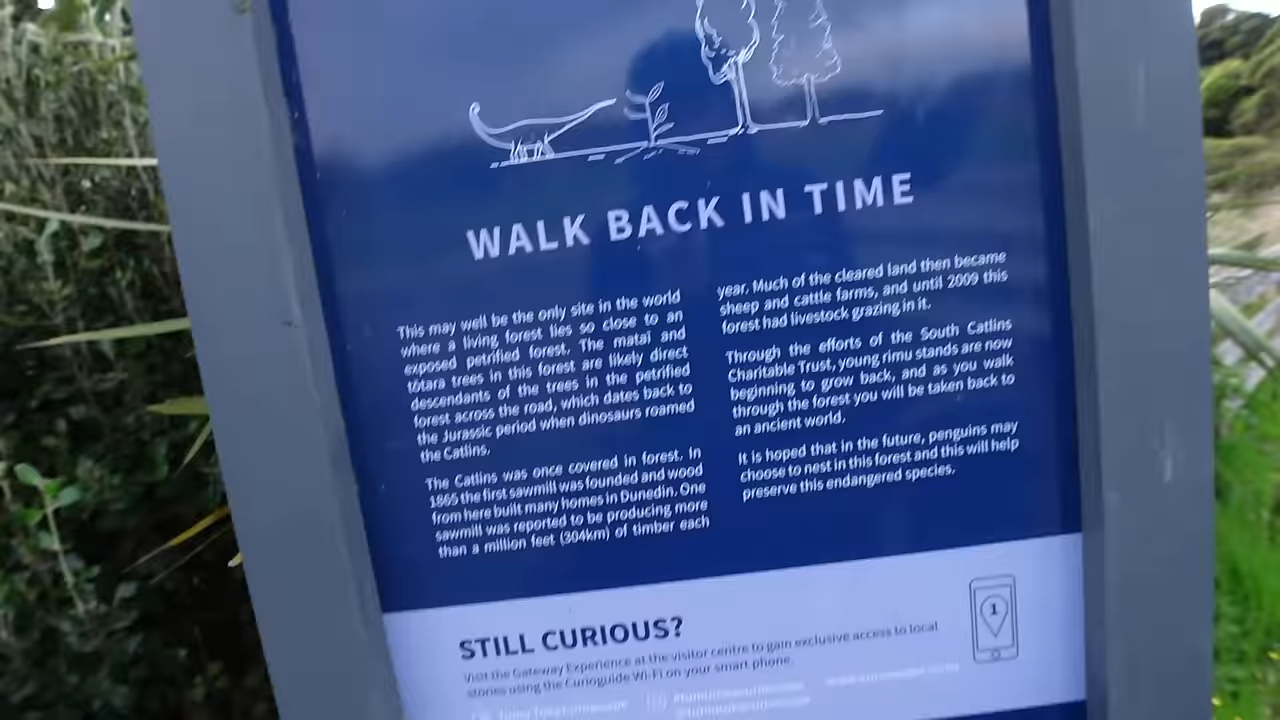 WALK BACK IN TIME
This may well be the only site in the world
where a living forest lies so close to an
exposed petrified forest. The mataī and
tōtara trees in this forest are likely direct
descendants of the trees in the petrified
forest across the road, which dates back to
the Jurassic period when dinosaurs roamed
the Catlins.
The Catlins was once covered in forest. In
1865 the first sawmill was founded and wood
from here built many homes in Dunedin. One
sawmill was reported to be producing more
than a million feet (304km) of timber each
year. Much of the cleared land then became
sheep and cattle farms, and until 2009 this
forest had livestock grazing in it.
Through the efforts of the South Catlins
Charitable Trust, young rimu stands are now
beginning to grow back, and as you walk
through the forest you will be taken back to
an ancient world.
It is hoped that in the future, penguins may
choose to nest in this forest and this will help
preserve this endangered species.
STILL CURIOUS?
Visit the Gateway Experience at the visitor centre to gain exclusive access to local
stories using the Curioguide Wi-Fi on your smart phone.
1